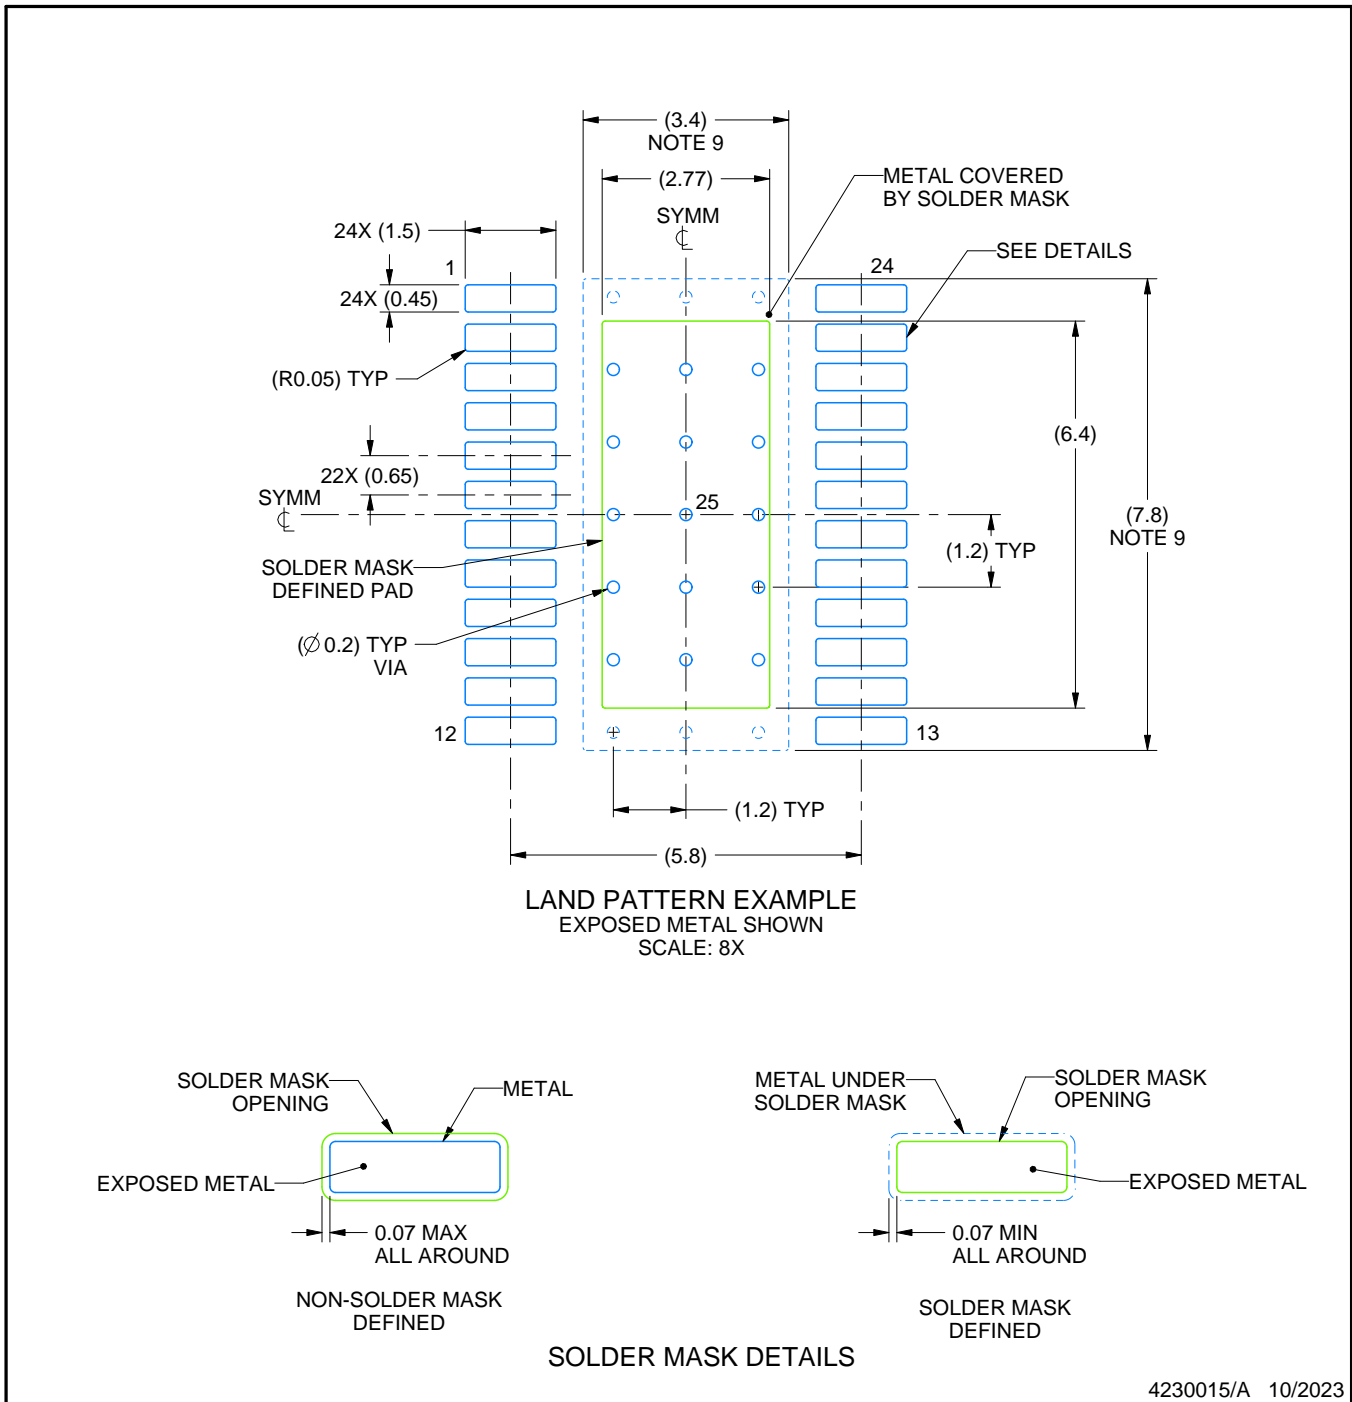 (3.4)
NOTE 9
(2.77)
METAL COVERED
BY SOLDER MASK
SYMM
24X (1.5)
SEE DETAILS
1
24
24X (0.45)
(R0.05) TYP
(6.4)
22X (0.65)
SYMM
25
(7.8)
NOTE 9
(1.2) TYP
SOLDER MASK
DEFINED PAD
(Ø 0.2) TYP
VIA
12
13
(1.2) TYP
(5.8)
LAND PATTERN EXAMPLE
EXPOSED METAL SHOWN
SCALE: 8X
SOLDER MASK
OPENING
METAL
EXPOSED METAL
0.07 MAX
ALL AROUND
NON-SOLDER MASK
DEFINED
METAL UNDER
SOLDER MASK
SOLDER MASK
OPENING
EXPOSED METAL
0.07 MIN
ALL AROUND
SOLDER MASK
DEFINED
SOLDER MASK DETAILS
4230015/A 10/2023